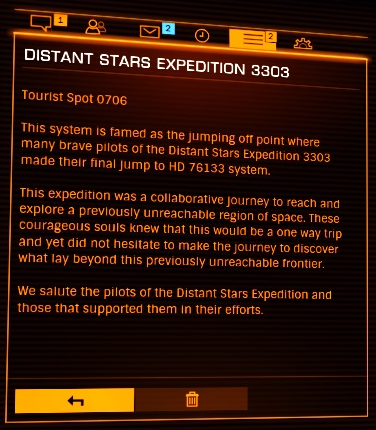 1
2
2
DISTANT STARS EXPEDITION 3303
Tourist Spot 0706
This system is famed as the jumping off point where
many brave pilots of the Distant Stars Expedition 3303
made their final jump to HD 76133 system.
This expedition was a collaborative journey to reach and
explore a previously unreachable region of space. These
courageous souls knew that this would be a one way trip
and yet did not hesitate to make the journey to discover
what lay beyond this previously unreachable frontier.
We salute the pilots of the Distant Stars Expedition and
those that supported them in their efforts.